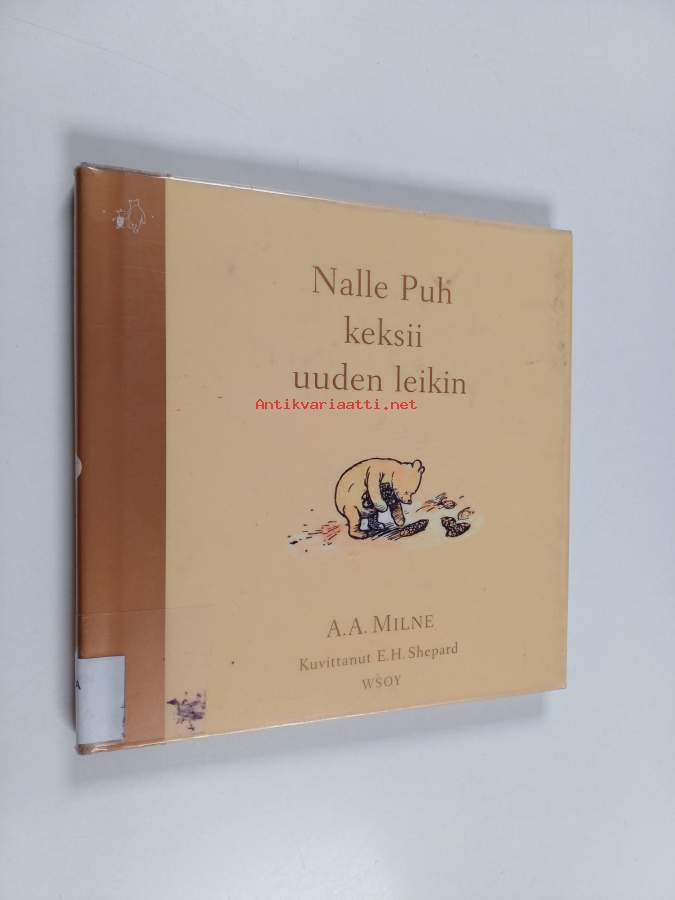 Nalle Puh
keksii
uuden leikin
Antikvariaatti.net
A.A. MILNE
Kuvittanut E.H. Shepard
WSOY
A